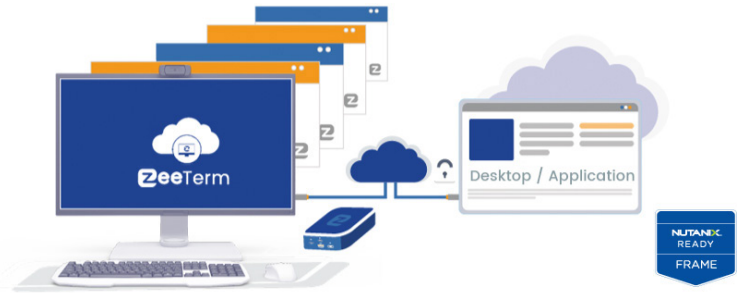 ZeeTerm
Desktop / Application
NUTANIX
READY
FRAME